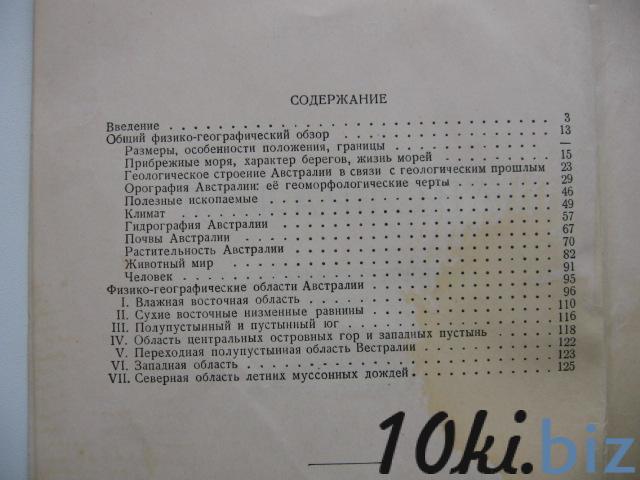 СОДЕРЖАНИЕ
Введение . . . 3
Общий физико-географический обзор . . . 13
Размеры, особенности положения, границы . . . —
Прибрежные моря, характер берегов, жизнь морей . . . 15
Геологическое строение Австралии в связи с геологическим прошлым 23
Орография Австралии: её геоморфологические черты . . . 29
Полезные ископаемые . . . 46
Климат . . . 49
Гидрография Австралии . . . 57
Почвы Австралии . . . 67
Растительность Австралии . . . 70
Животный мир . . . 82
Человек . . . 91
Физико-географические области Австралии . . . 95
I. Влажная восточная область . . . 96
II. Сухие восточные низменные равнины . . . 110
III. Полупустынный и пустынный юг . . . 116
IV. Область центральных островных гор и западных пустынь . . . 118
V. Переходная полупустынная область Вестралии . . . 122
VI. Западная область . . . 123
VII. Северная область летних муссонных дождей . . . 125
10ki.biz